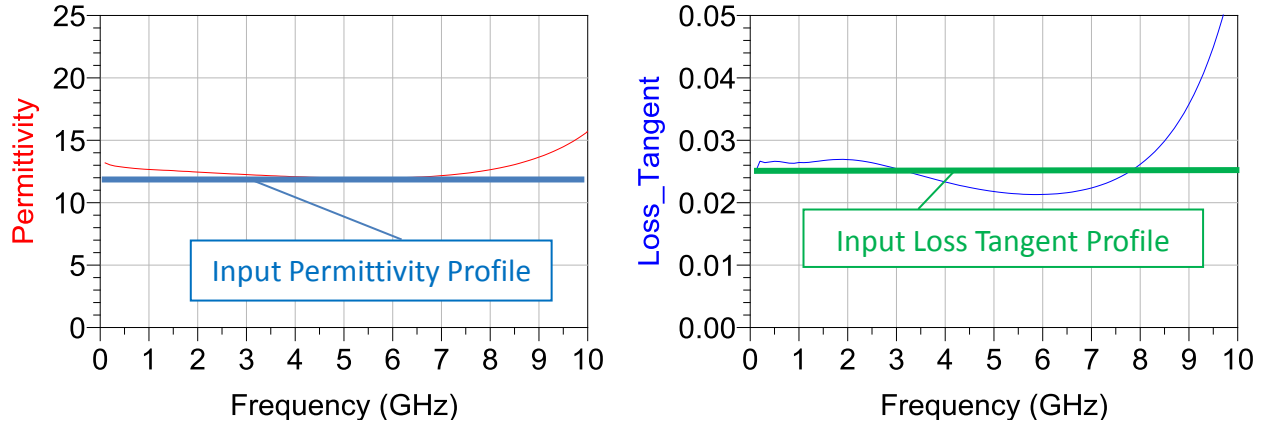 25
20
15
10
5
0
Permittivity
Input Permittivity Profile
0 1 2 3 4 5 6 7 8 9 10
Frequency (GHz)
0.05
0.04
0.03
0.02
0.01
0.00
Loss_Tangent
Input Loss Tangent Profile
0 1 2 3 4 5 6 7 8 9 10
Frequency (GHz)